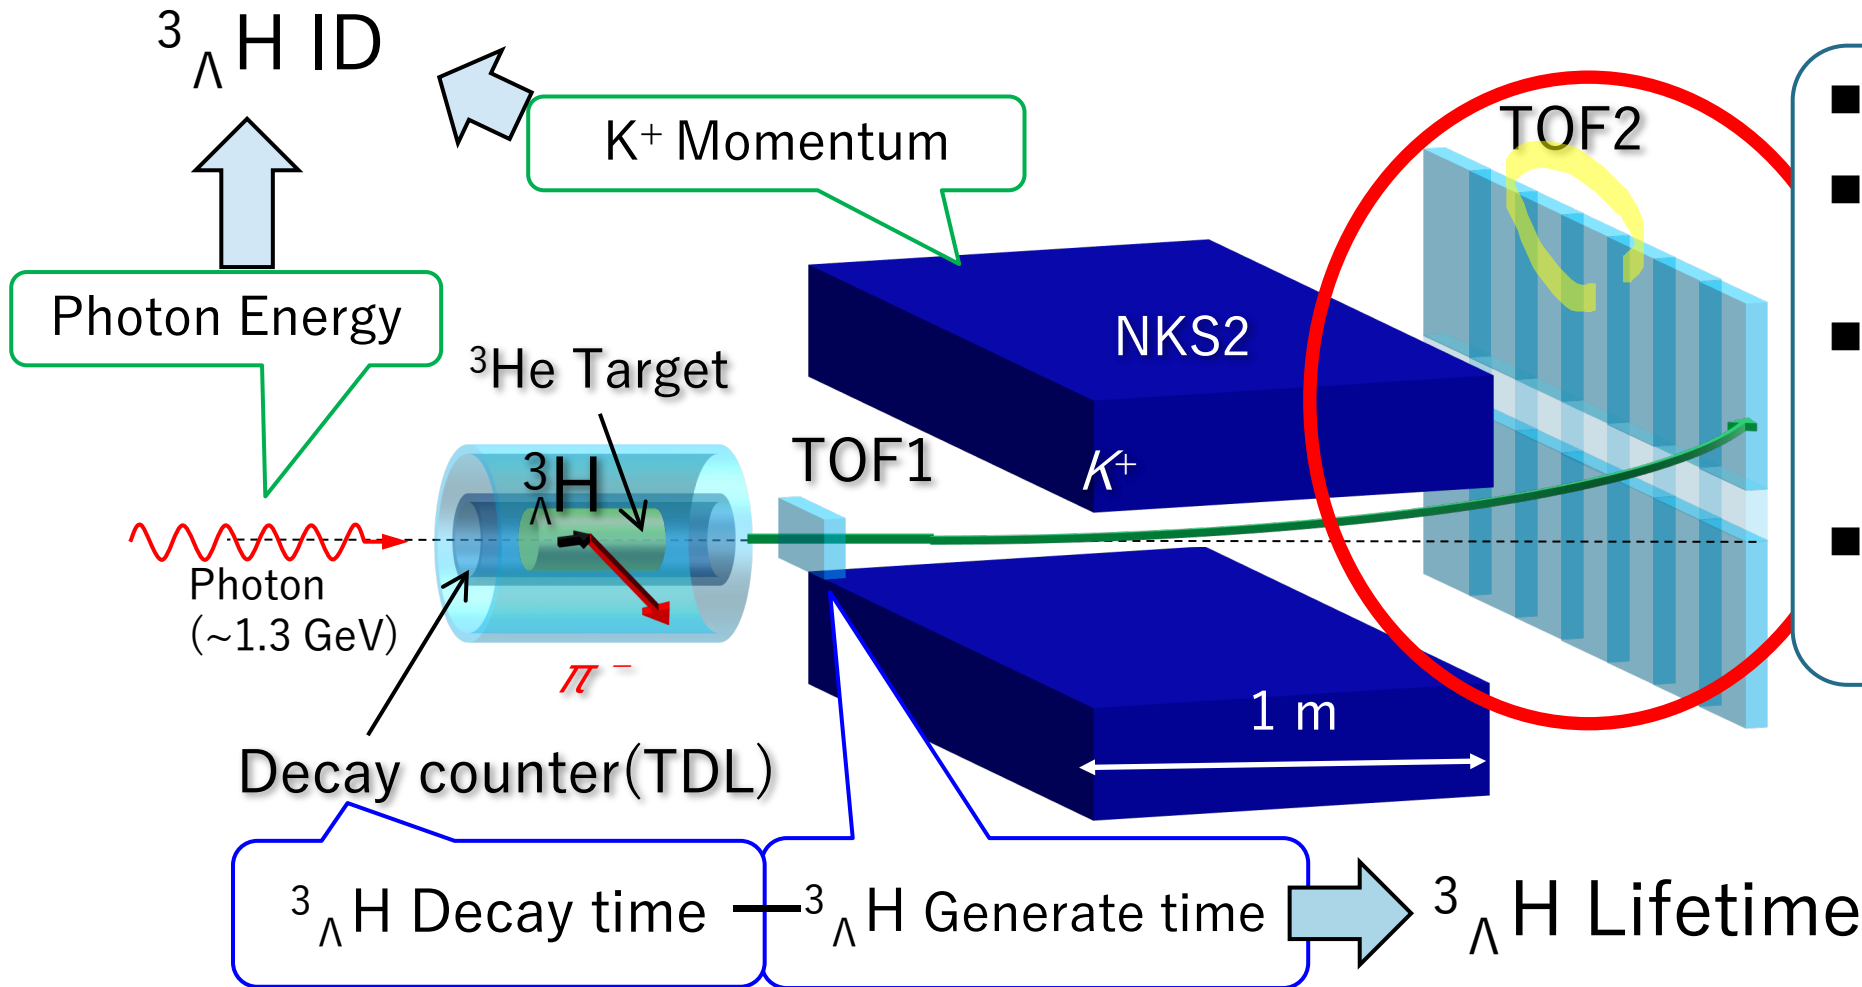 ³ΛH ID
K⁺ Momentum
TOF2
Photon Energy
NKS2
³He Target
³ΛH
TOF1
K⁺
Photon
(~1.3 GeV)
π⁻
1 m
Decay counter(TDL)
³ΛH Decay time
—
³ΛH Generate time
³ΛH Lifetime